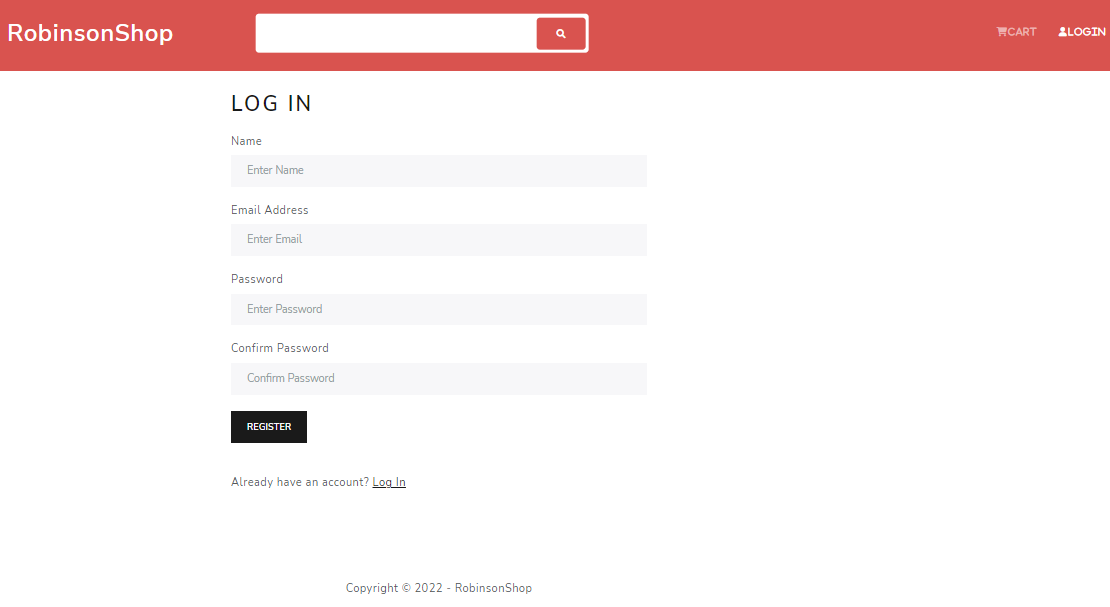 RobinsonShop CART LOGIN
LOG IN
Name
Enter Name
Email Address
Enter Email
Password
Enter Password
Confirm Password
Confirm Password
REGISTER
Already have an account? Log In
Copyright © 2022 - RobinsonShop